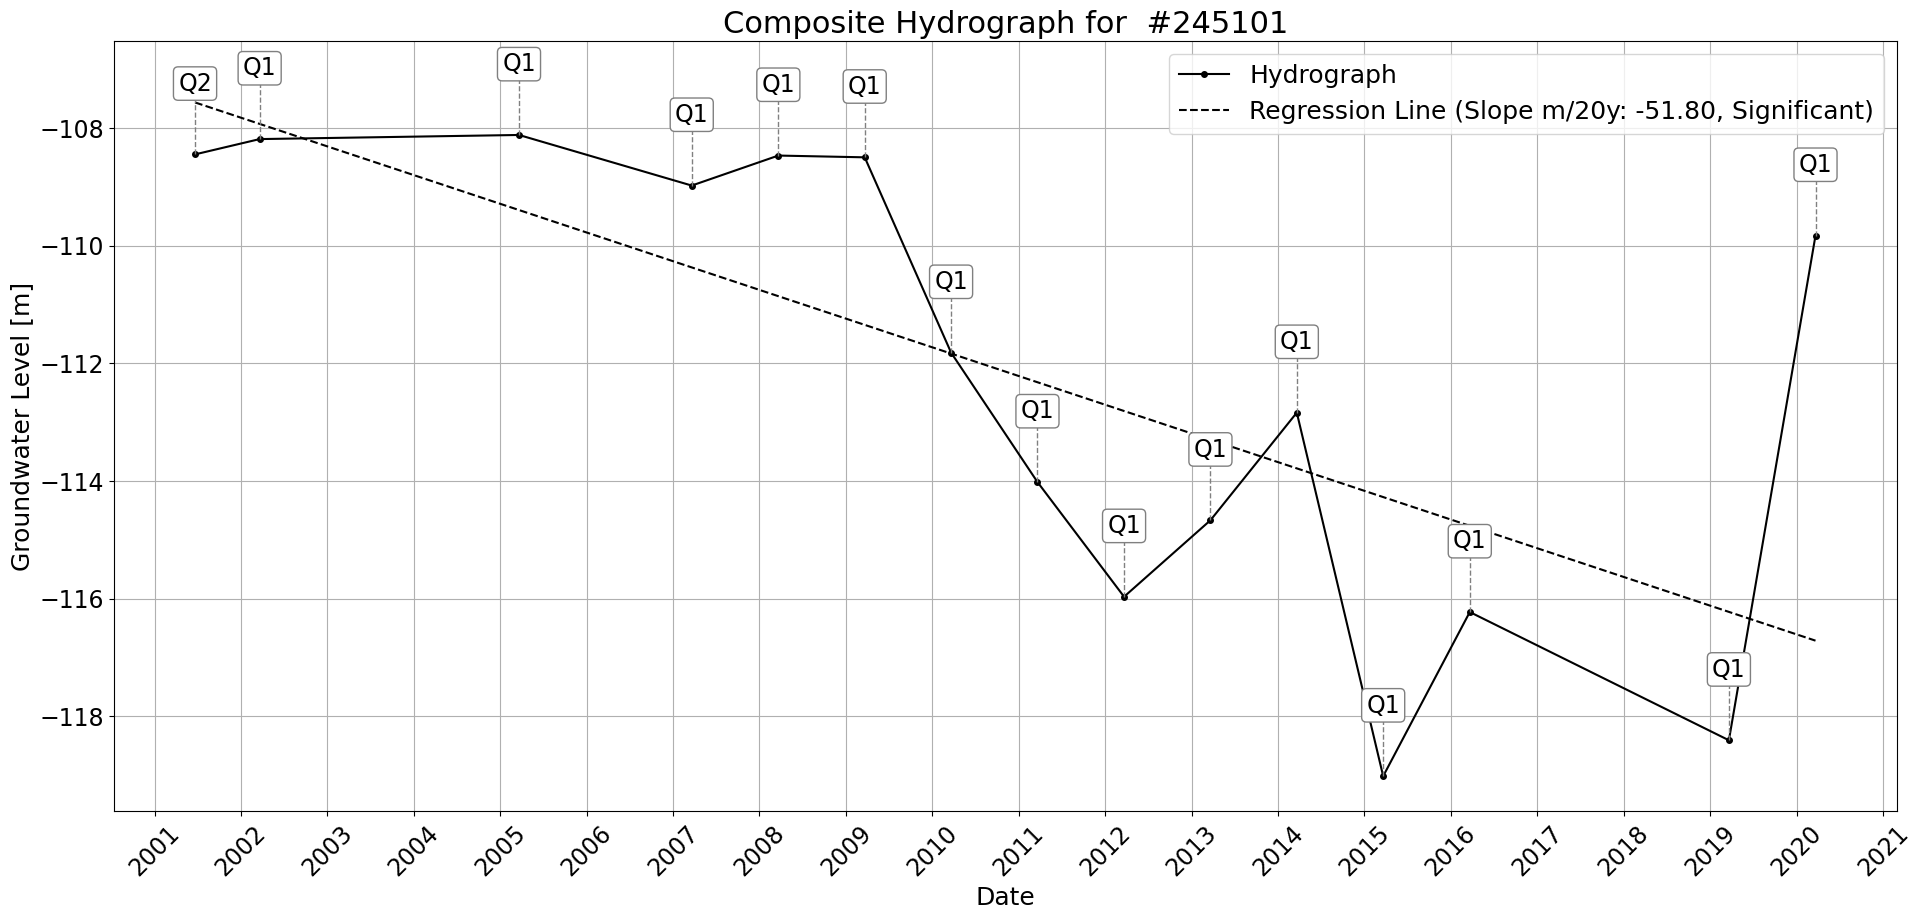 Composite Hydrograph for  #245101
Hydrograph
Regression Line (Slope m/20y: -51.80, Significant)
Q2
Q1
Q1
Q1
Q1
Q1
Q1
Q1
Q1
Q1
Q1
Q1
Q1
Q1
Q1
−108
−110
−112
−114
−116
−118
Groundwater Level [m]
2001
2002
2003
2004
2005
2006
2007
2008
2009
2010
2011
2012
2013
2014
2015
2016
2017
2018
2019
2020
2021
Date